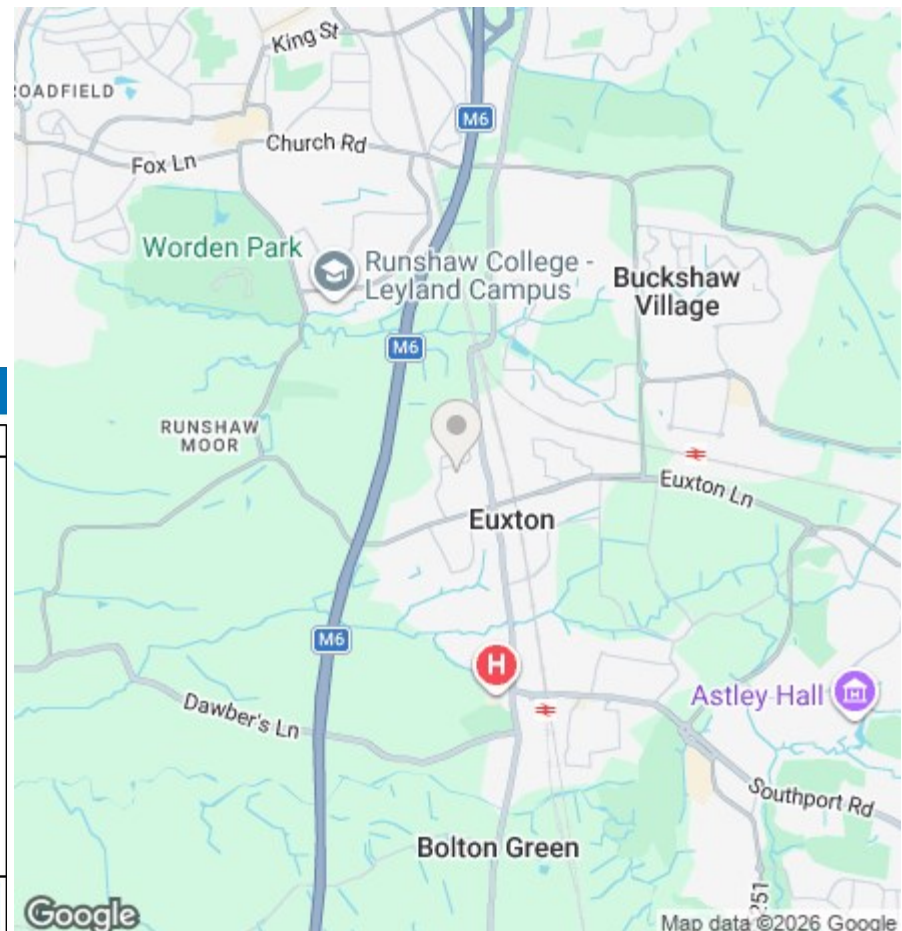 King St
M6
OADFIELD
Church Rd
Fox Ln
Worden Park
Runshaw College -
Leyland Campus
Buckshaw
Village
M6
RUNSHAW
MOOR
Euxton Ln
Euxton
M6
H
Astley Hall
Dawber's Ln
Southport Rd
Bolton Green
251
Google
Map data ©2026 Google